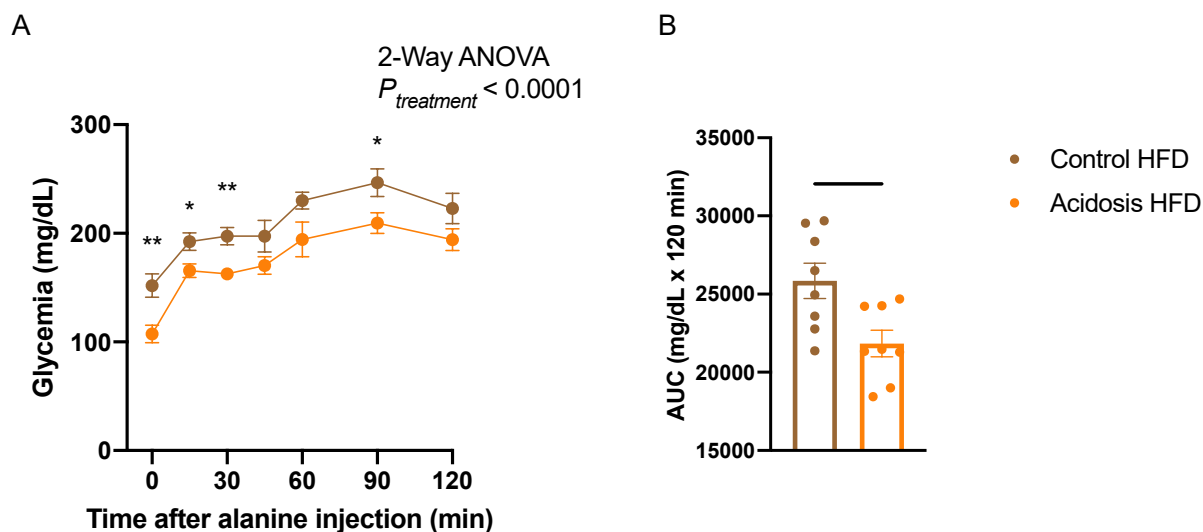 A
2-Way ANOVA
P_treatment < 0.0001
300
200
100
0
Glycemia (mg/dL)
**
*
**
*
0 30 60 90 120
Time after alanine injection (min)
B
35000
30000
25000
20000
15000
AUC (mg/dL x 120 min)
Control HFD
Acidosis HFD